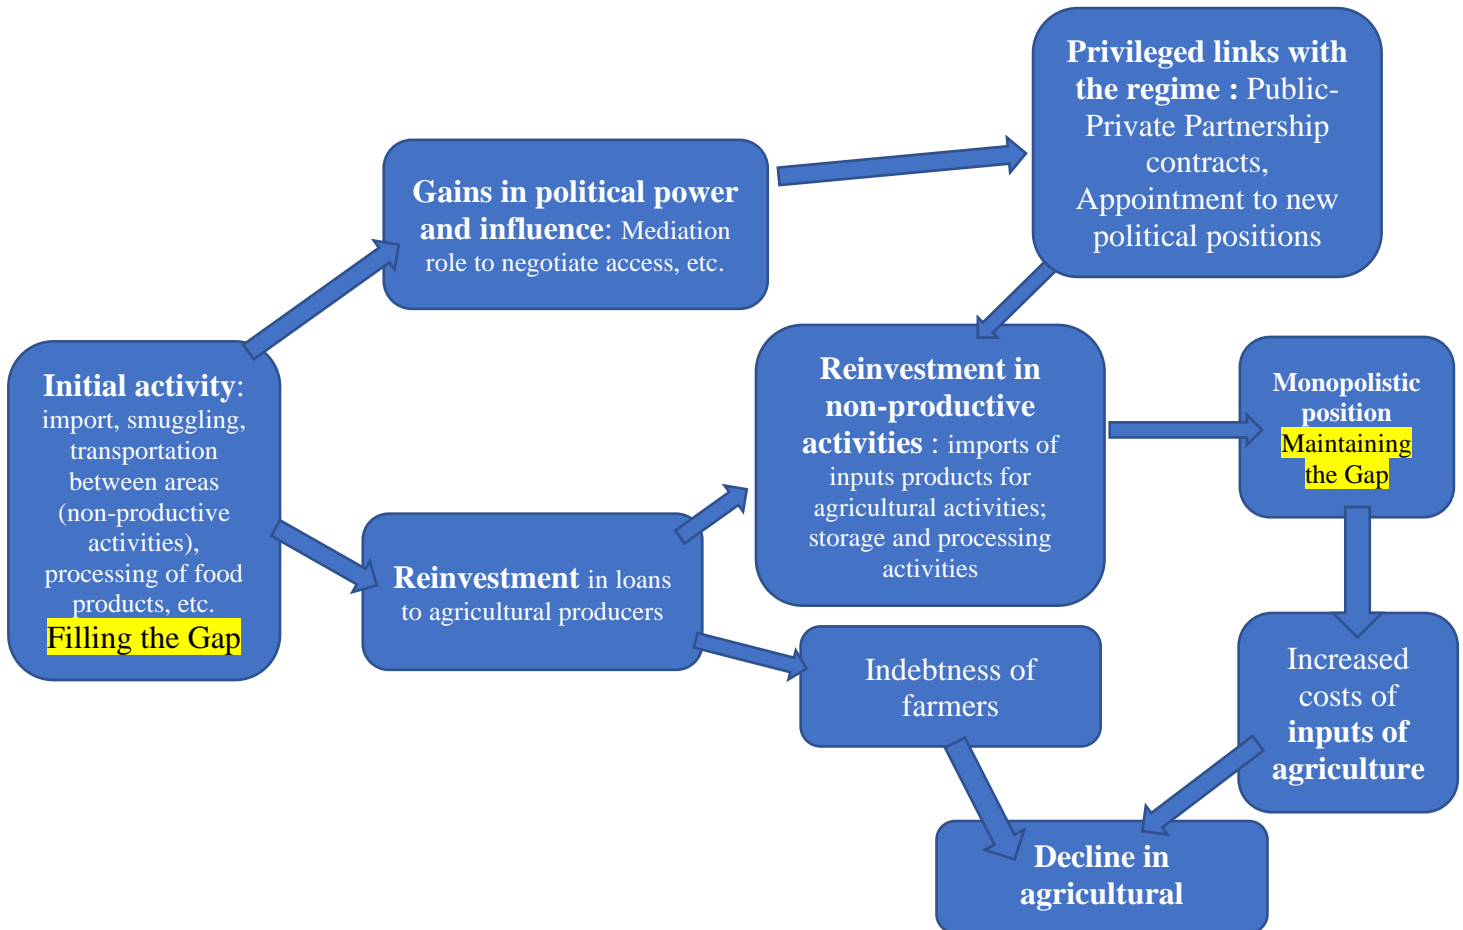 Privileged links with
the regime : Public-
Private Partnership
contracts,
Appointment to new
political positions
Gains in political power
and influence: Mediation
role to negotiate access, etc.
Initial activity:
import, smuggling,
transportation
between areas
(non-productive
activities),
processing of food
products, etc.
Filling the Gap
Reinvestment in
non-productive
activities : imports of
inputs products for
agricultural activities;
storage and processing
activities
Monopolistic
position
Maintaining
the Gap
Reinvestment in loans
to agricultural producers
Indebtness of
farmers
Increased
costs of
inputs of
agriculture
Decline in
agricultural